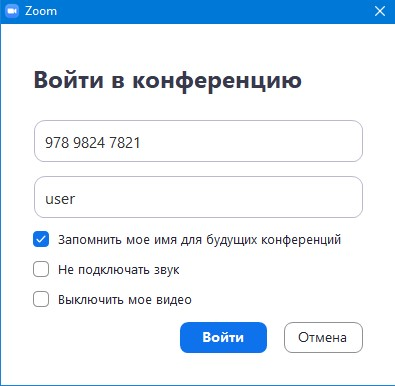 Zoom
Войти в конференцию
978 9824 7821
user
Запомнить мое имя для будущих конференций
Не подключать звук
Выключить мое видео
Войти Отмена